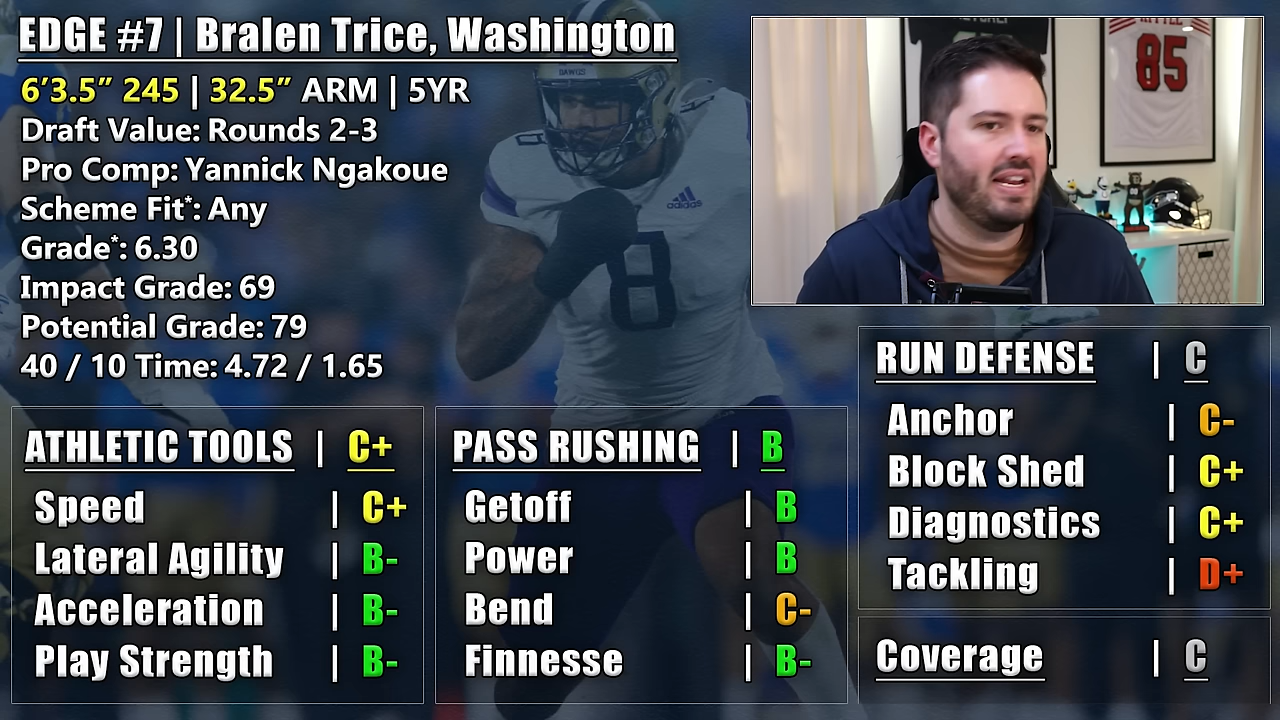 EDGE #7 | Bralen Trice, Washington
6'3.5" 245 | 32.5" ARM | 5YR
Draft Value: Rounds 2-3
Pro Comp: Yannick Ngakoue
Scheme Fit*: Any
Grade*: 6.30
Impact Grade: 69
Potential Grade: 79
40 / 10 Time: 4.72 / 1.65
ATHLETIC TOOLS | C+
Speed | C+
Lateral Agility | B-
Acceleration | B-
Play Strength | B-
PASS RUSHING | B
Getoff | B
Power | B
Bend | C-
Finnesse | B-
RUN DEFENSE | C
Anchor | C-
Block Shed | C+
Diagnostics | C+
Tackling | D+
Coverage | C
DAWGS
adidas
8
85